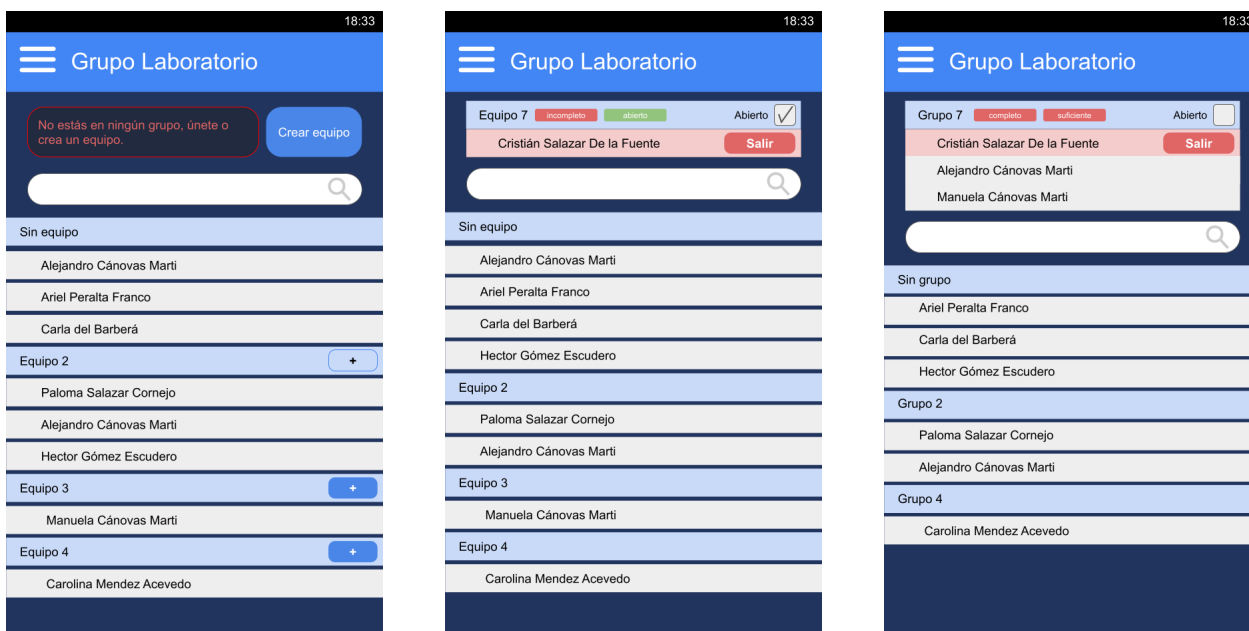 18:33
Grupo Laboratorio
No estás en ningún grupo, únete o
crea un equipo.
Crear equipo
Sin equipo
Alejandro Cánovas Marti
Ariel Peralta Franco
Carla del Barberá
Equipo 2 +
Paloma Salazar Cornejo
Alejandro Cánovas Marti
Hector Gómez Escudero
Equipo 3 +
Manuela Cánovas Marti
Equipo 4 +
Carolina Mendez Acevedo
18:33
Grupo Laboratorio
Equipo 7 incompleto abierto Abierto
Cristián Salazar De la Fuente Salir
Sin equipo
Alejandro Cánovas Marti
Ariel Peralta Franco
Carla del Barberá
Hector Gómez Escudero
Equipo 2
Paloma Salazar Cornejo
Alejandro Cánovas Marti
Equipo 3
Manuela Cánovas Marti
Equipo 4
Carolina Mendez Acevedo
18:33
Grupo Laboratorio
Grupo 7 completo suficiente Abierto
Cristián Salazar De la Fuente Salir
Alejandro Cánovas Marti
Manuela Cánovas Marti
Sin grupo
Ariel Peralta Franco
Carla del Barberá
Hector Gómez Escudero
Grupo 2
Paloma Salazar Cornejo
Alejandro Cánovas Marti
Grupo 4
Carolina Mendez Acevedo